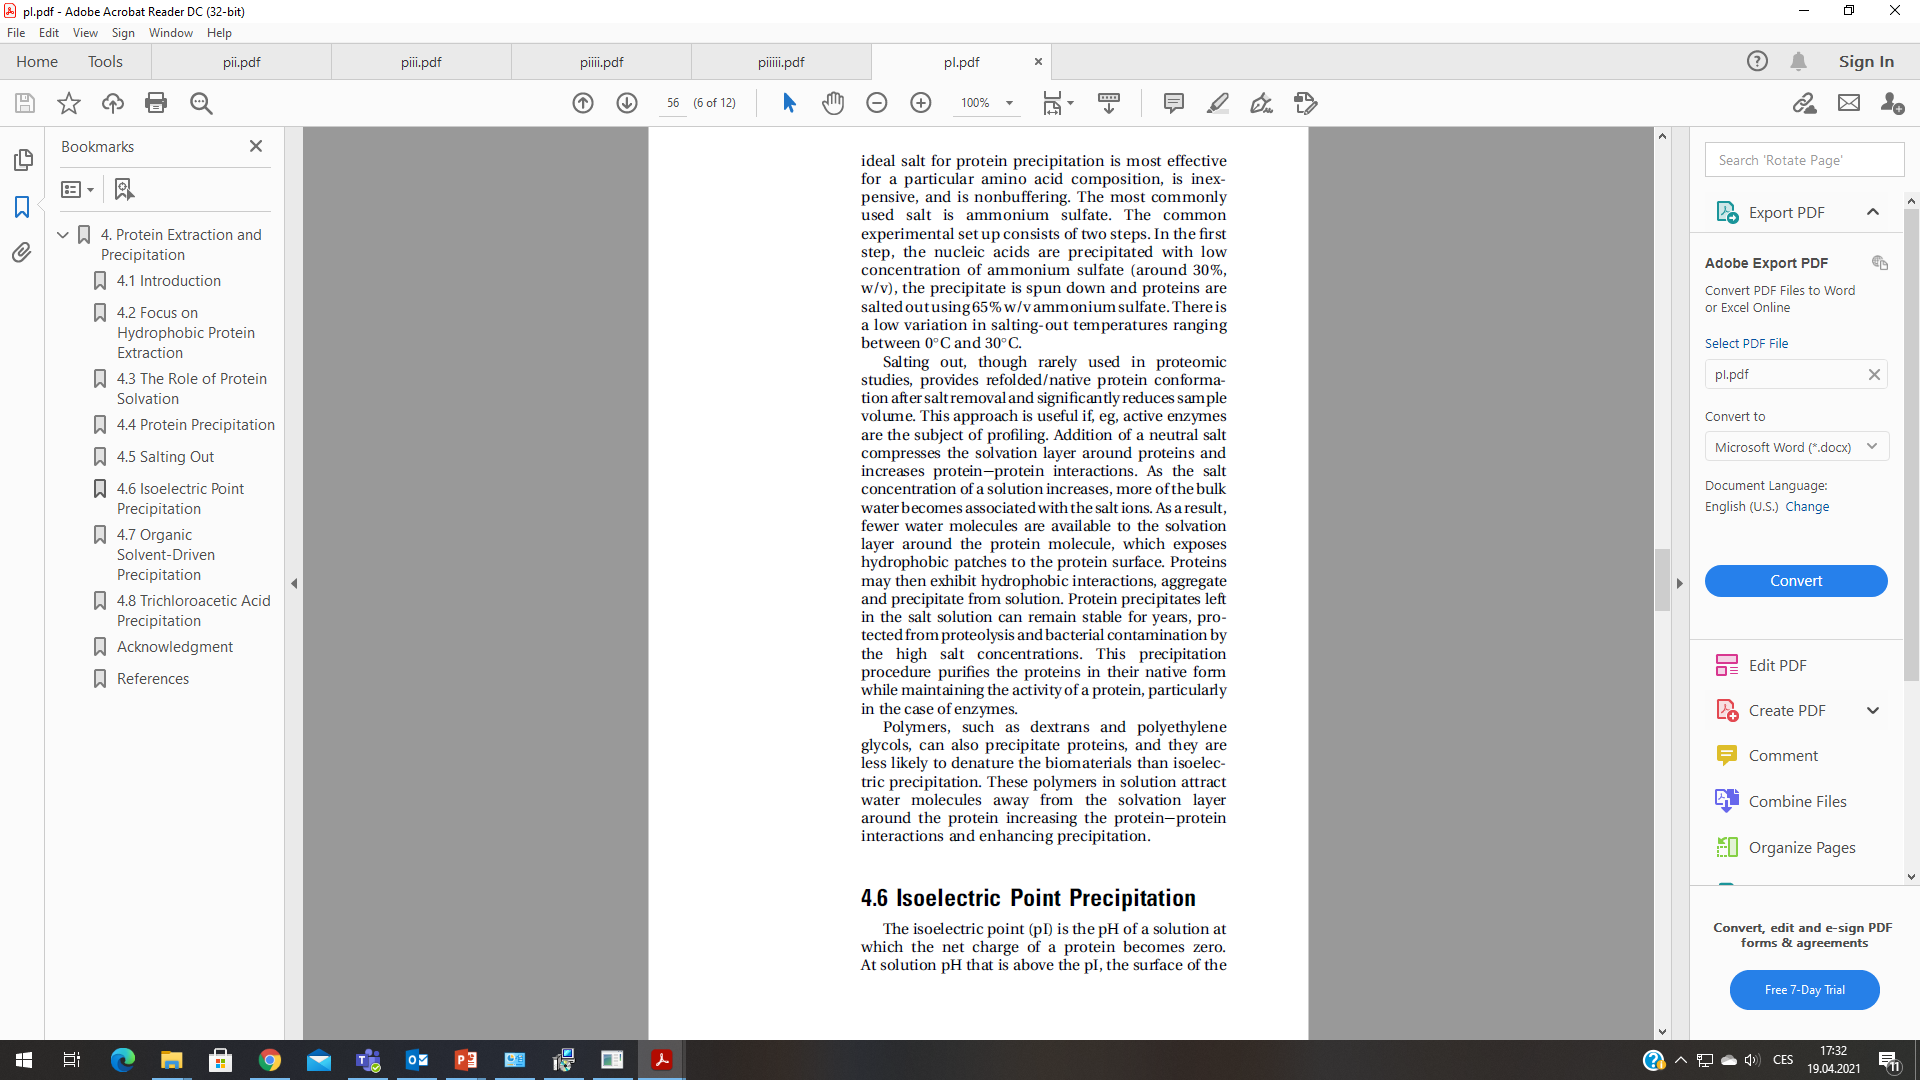 pI.pdf - Adobe Acrobat Reader DC (32-bit)
File Edit View Sign Window Help
Home Tools pii.pdf piii.pdf piiii.pdf piiiii.pdf pI.pdf Sign In
56 (6 of 12) 100%
Bookmarks
4. Protein Extraction and
Precipitation
4.1 Introduction
4.2 Focus on
Hydrophobic Protein
Extraction
4.3 The Role of Protein
Solvation
4.4 Protein Precipitation
4.5 Salting Out
4.6 Isoelectric Point
Precipitation
4.7 Organic
Solvent-Driven
Precipitation
4.8 Trichloroacetic Acid
Precipitation
Acknowledgment
References
ideal salt for protein precipitation is most effective
for a particular amino acid composition, is inex-
pensive, and is nonbuffering. The most commonly
used salt is ammonium sulfate. The common
experimental set up consists of two steps. In the first
step, the nucleic acids are precipitated with low
concentration of ammonium sulfate (around 30%,
w/v), the precipitate is spun down and proteins are
salted out using 65% w/v ammonium sulfate. There is
a low variation in salting-out temperatures ranging
between 0°C and 30°C.
Salting out, though rarely used in proteomic
studies, provides refolded/native protein conforma-
tion after salt removal and significantly reduces sample
volume. This approach is useful if, eg, active enzymes
are the subject of profiling. Addition of a neutral salt
compresses the solvation layer around proteins and
increases protein–protein interactions. As the salt
concentration of a solution increases, more of the bulk
water becomes associated with the salt ions. As a result,
fewer water molecules are available to the solvation
layer around the protein molecule, which exposes
hydrophobic patches to the protein surface. Proteins
may then exhibit hydrophobic interactions, aggregate
and precipitate from solution. Protein precipitates left
in the salt solution can remain stable for years, pro-
tected from proteolysis and bacterial contamination by
the high salt concentrations. This precipitation
procedure purifies the proteins in their native form
while maintaining the activity of a protein, particularly
in the case of enzymes.
Polymers, such as dextrans and polyethylene
glycols, can also precipitate proteins, and they are
less likely to denature the biomaterials than isoelec-
tric precipitation. These polymers in solution attract
water molecules away from the solvation layer
around the protein increasing the protein–protein
interactions and enhancing precipitation.
4.6 Isoelectric Point Precipitation
The isoelectric point (pI) is the pH of a solution at
which the net charge of a protein becomes zero.
At solution pH that is above the pI, the surface of the
Search 'Rotate Page'
Export PDF
Adobe Export PDF
Convert PDF Files to Word
or Excel Online
Select PDF File
pI.pdf
Convert to
Microsoft Word (*.docx)
Document Language:
English (U.S.) Change
Convert
Edit PDF
Create PDF
Comment
Combine Files
Organize Pages
Convert, edit and e-sign PDF
forms & agreements
Free 7-Day Trial
CES
17:32
19.04.2021
11